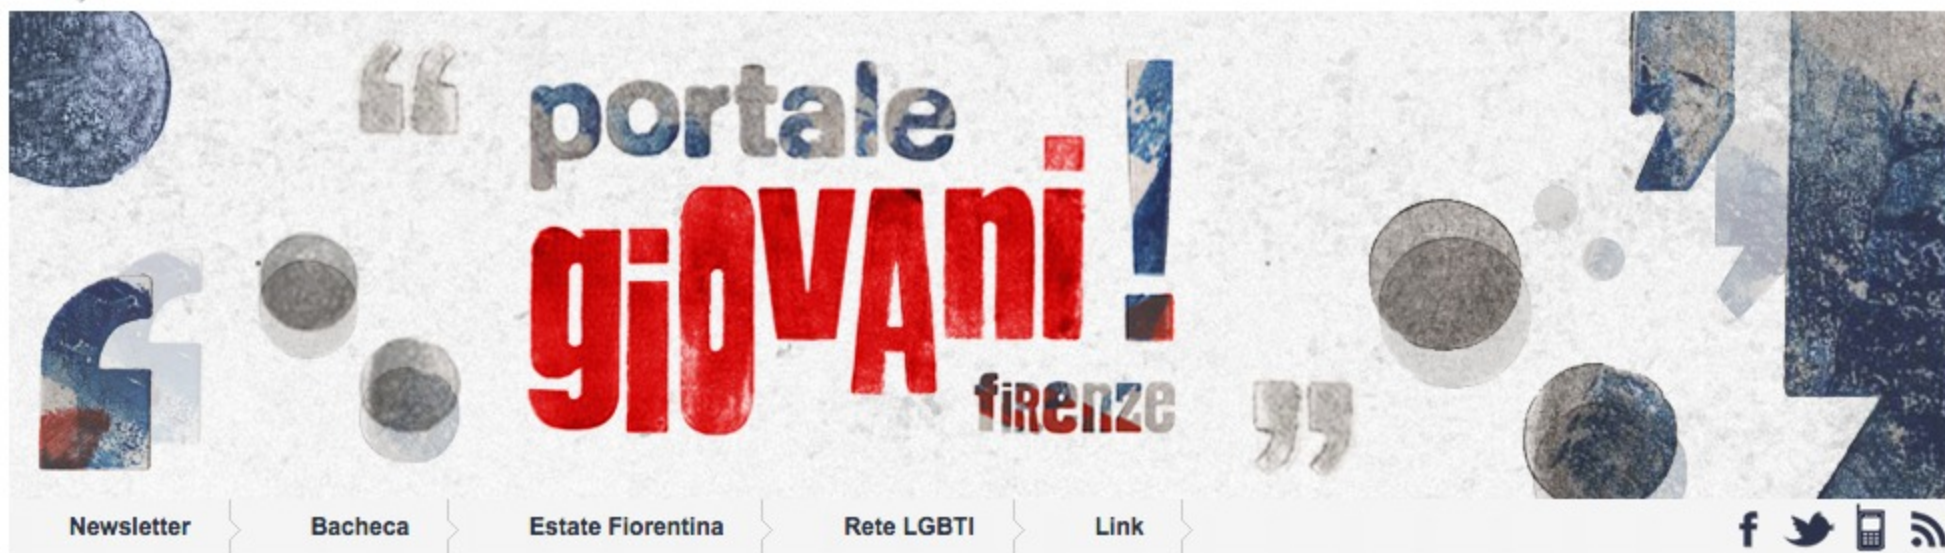 portale
giovani!
firenze
Newsletter
Bacheca
Estate Fiorentina
Rete LGBTI
Link